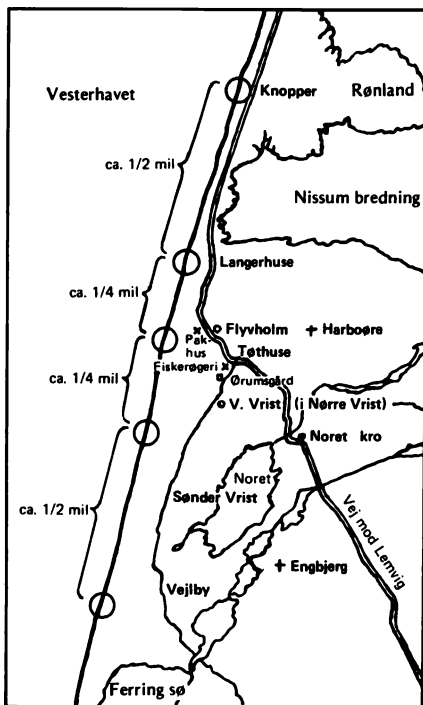 Vesterhavet
Knopper
Rønland
ca. 1/2 mil
Nissum bredning
Langerhuse
ca. 1/4 mil
Flyvholm
Harboøre
Pak-
hus
Tøthuse
Fiskerøgeri
Ørumsgård
ca. 1/4 mil
V. Vrist (i Nørre Vrist)
Noret kro
Noret
Sønder Vrist
ca. 1/2 mil
Vej mod Lemvig
Engbjerg
Vejlby
Ferring sø